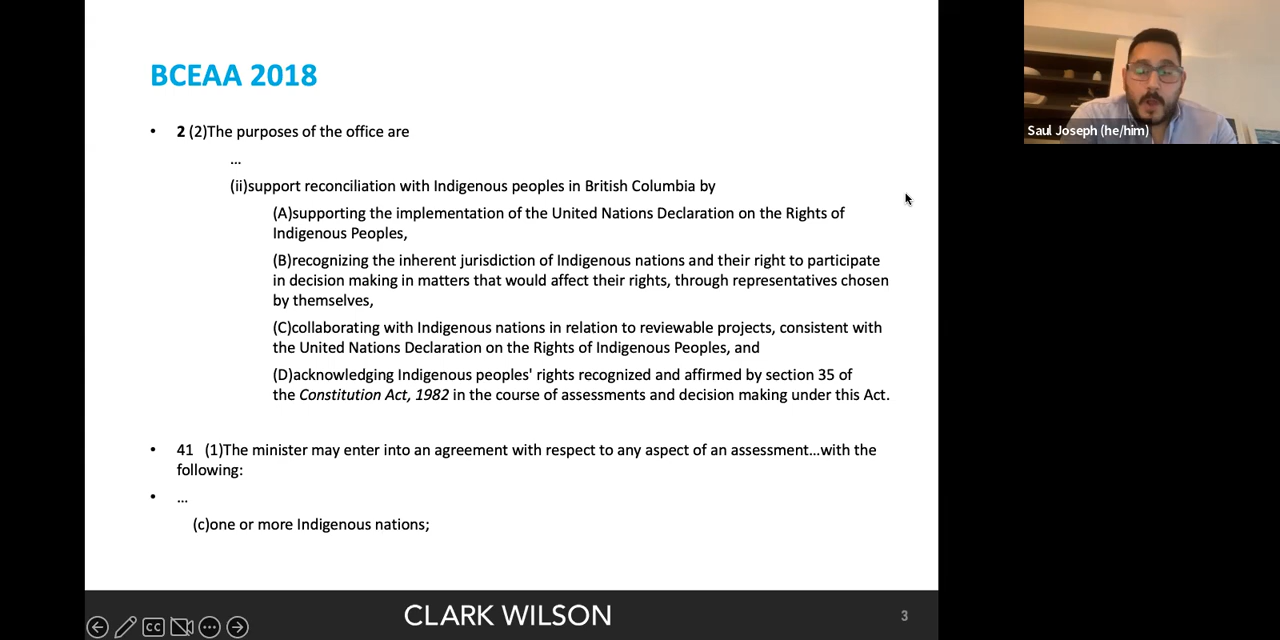 BCEAA 2018
• 2 (2)The purposes of the office are
…
(ii)support reconciliation with Indigenous peoples in British Columbia by
(A)supporting the implementation of the United Nations Declaration on the Rights of
Indigenous Peoples,
(B)recognizing the inherent jurisdiction of Indigenous nations and their right to participate
in decision making in matters that would affect their rights, through representatives chosen
by themselves,
(C)collaborating with Indigenous nations in relation to reviewable projects, consistent with
the United Nations Declaration on the Rights of Indigenous Peoples, and
(D)acknowledging Indigenous peoples' rights recognized and affirmed by section 35 of
the Constitution Act, 1982 in the course of assessments and decision making under this Act.
• 41 (1)The minister may enter into an agreement with respect to any aspect of an assessment…with the
following:
• …
(c)one or more Indigenous nations;
CLARK WILSON
3
CC
Saul Joseph (he/him)